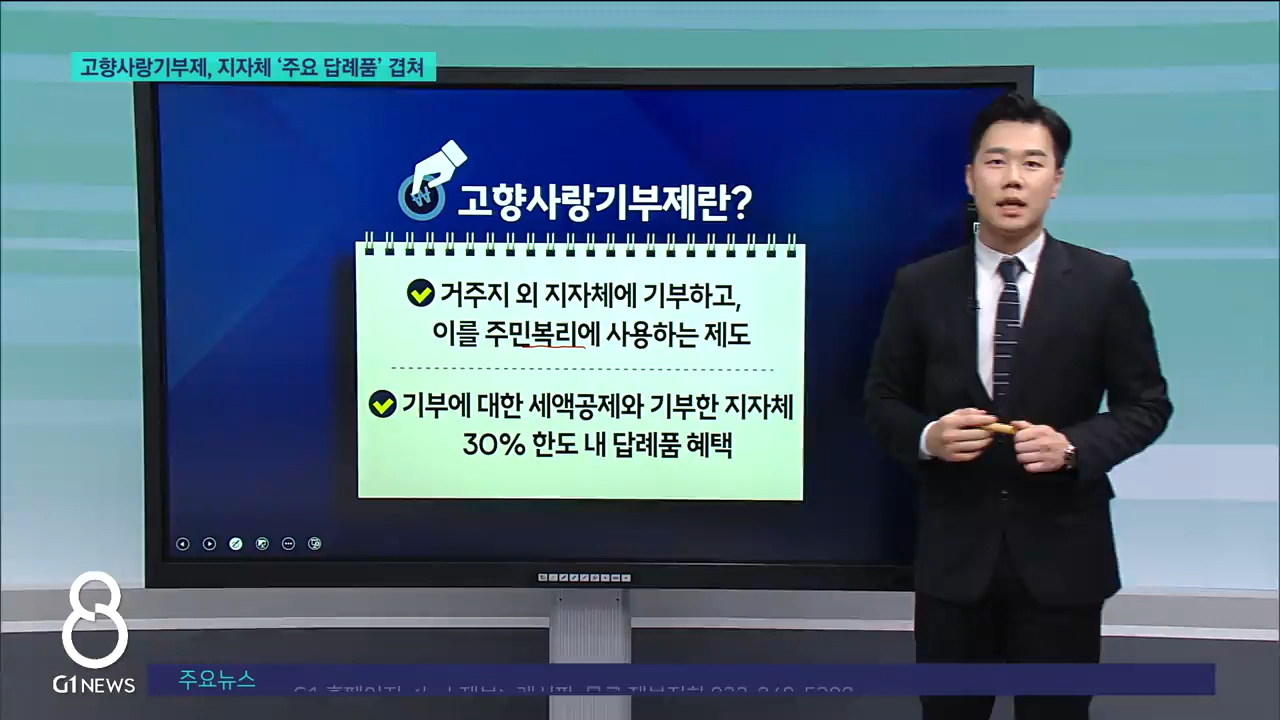 고향사랑기부제, 지자체 ‘주요 답례품’ 겹쳐
₩
고향사랑기부제란?
거주지 외 지자체에 기부하고,
이를 주민복리에 사용하는 제도
기부에 대한 세액공제와 기부한 지자체
30% 한도 내 답례품 혜택
8
G1 NEWS
주요뉴스